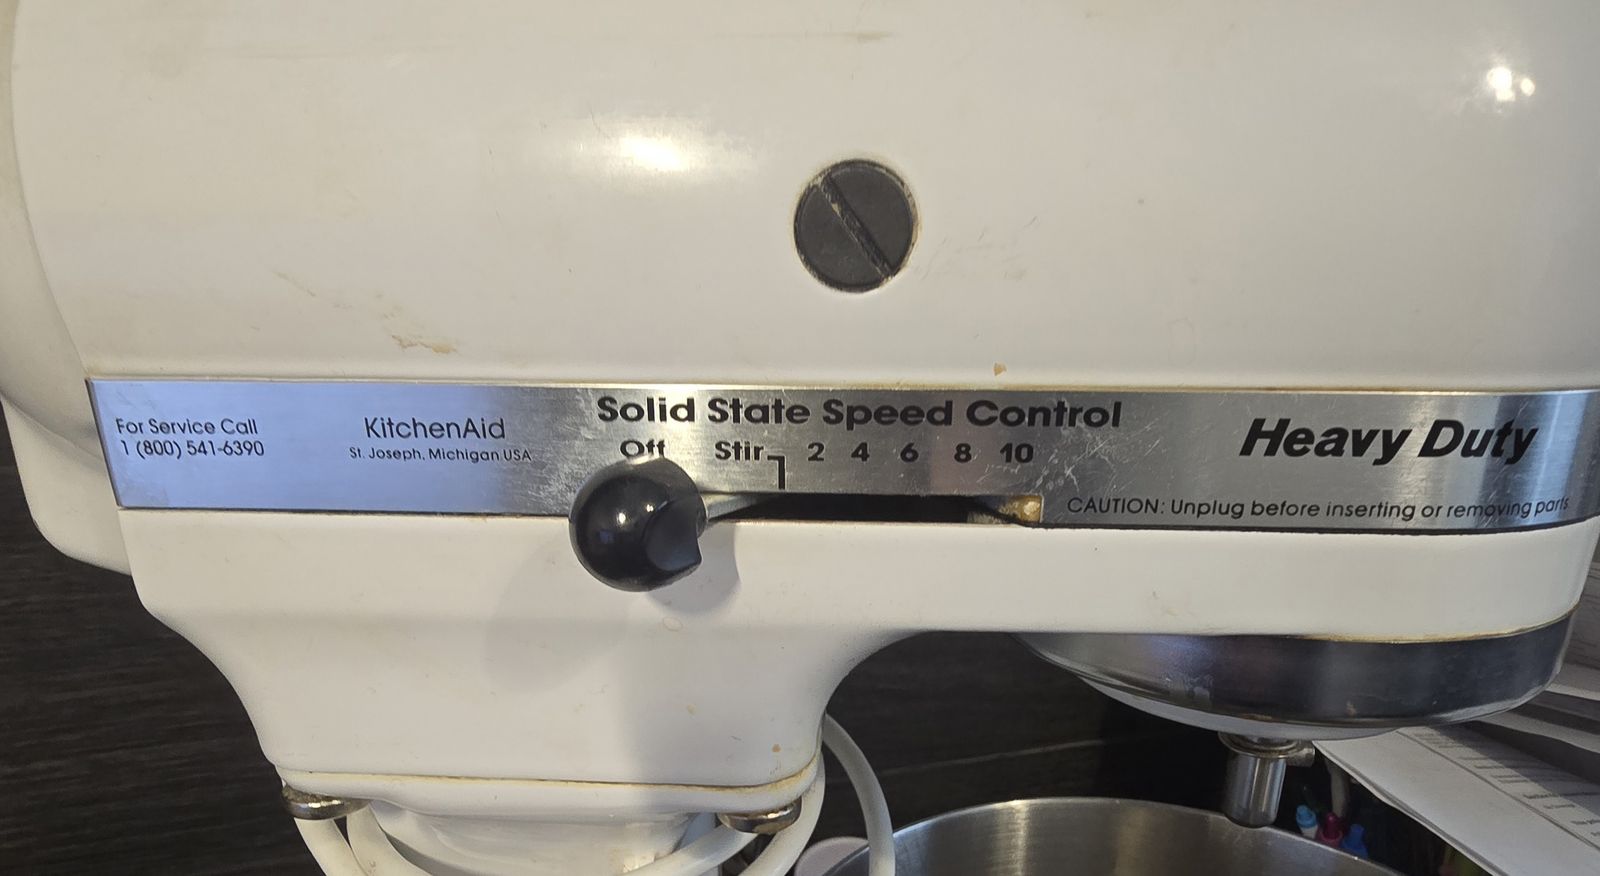 For Service Call
1 (800) 541-6390
KitchenAid
St. Joseph, Michigan USA
Solid State Speed Control
Off Stir 2 4 6 8 10
Heavy Duty
CAUTION: Unplug before inserting or removing parts